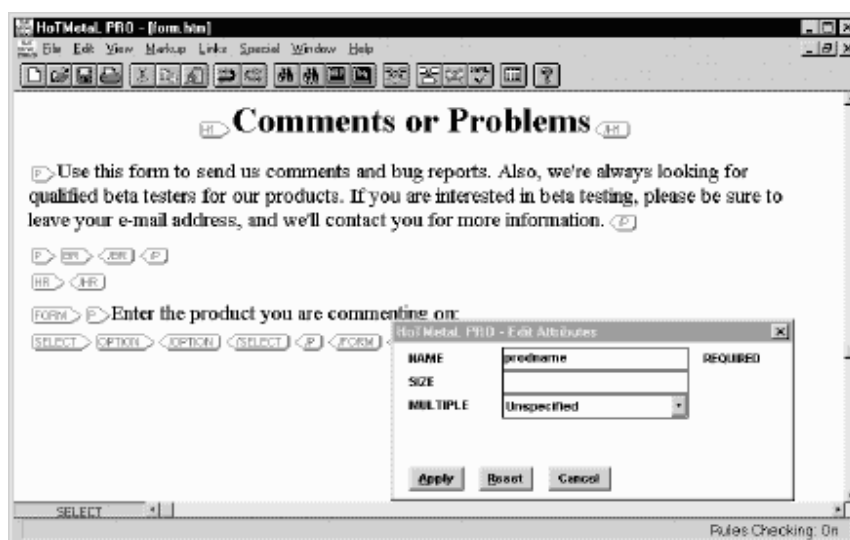 HoTMetaL PRO - [form.htm]
File Edit View Markup Links Special Window Help
H1 Comments or Problems /H1
P Use this form to send us comments and bug reports. Also, we're always looking for
qualified beta testers for our products. If you are interested in beta testing, please be sure to
leave your e-mail address, and we'll contact you for more information. /P
P BR /BR /P
HR /HR
FORM P Enter the product you are commenting on:
SELECT OPTION /OPTION /SELECT /P /FORM
HoTMetaL PRO - Edit Attributes
NAME prodname REQUIRED
SIZE
MULTIPLE Unspecified
Apply Reset Cancel
SELECT
Rules Checking: On